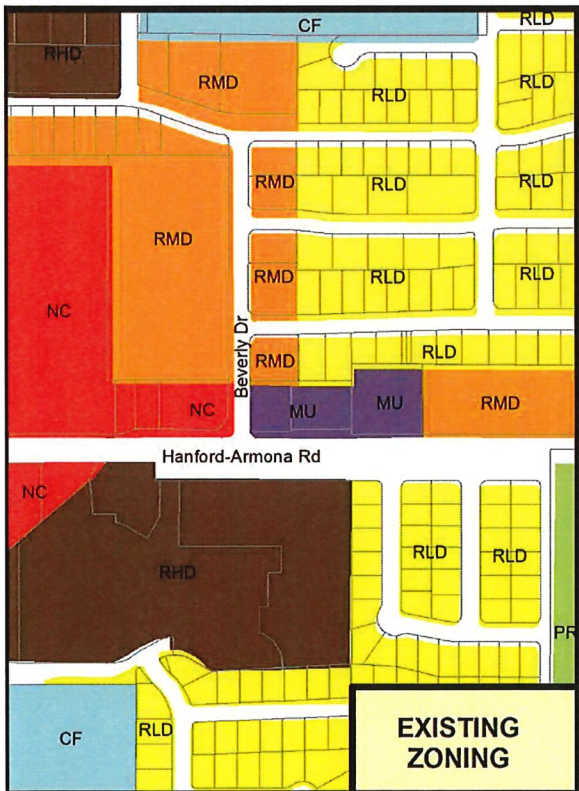 CF
RLD
RHD
RMD
RLD
RLD
RMD
RLD
RLD
RMD
RMD
RLD
RLD
NC
Beverly Dr
RMD
RLD
NC
MU
MU
RMD
Hanford-Armona Rd
NC
RLD
RLD
RHD
PR
CF
RLD
EXISTING
ZONING